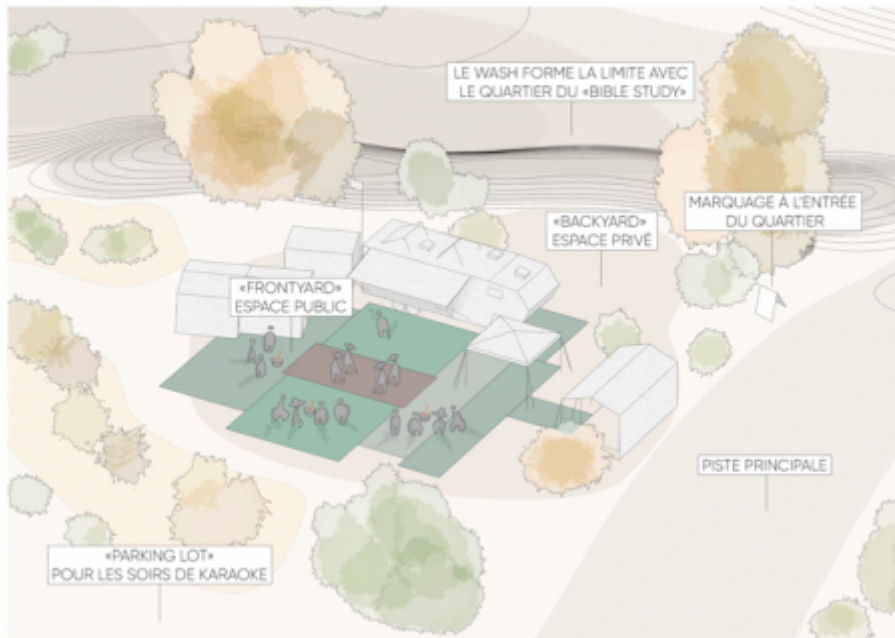 LE WASH FORME LA LIMITE AVEC
LE QUARTIER DU «BIBLE STUDY»
MARQUAGE À L'ENTRÉE
DU QUARTIER
«BACKYARD»
ESPACE PRIVÉ
«FRONTYARD»
ESPACE PUBLIC
PISTE PRINCIPALE
«PARKING LOT»
POUR LES SOIRS DE KARAOKE